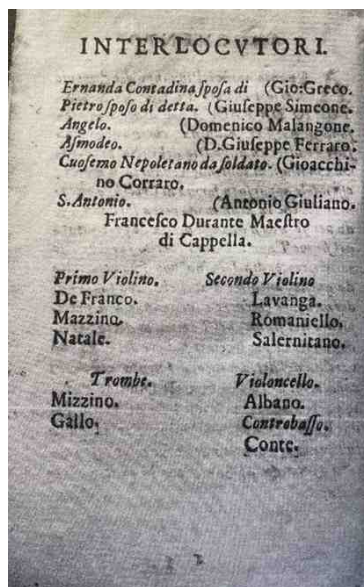 INTERLOCVTORI.
Ernanda Contadina sposa di (Gio:Greco.
Pietro sposo di detta. (Giuseppe Simeone.
Angelo. (Domenico Malangone.
Asmodeo. (D.Giuseppe Ferraro.
Cuosemo Nepoletano da soldato. (Gioacchi-
no Corraro.
S.Antonio. (Antonio Giuliano.
Francesco Durante Maestro
di Cappella.
Primo Violino. Secondo Violino
De Franco. Lavanga.
Mazzino. Romaniello.
Natale. Salernitano.
Trombe. Violoncello.
Mizzino. Albano.
Gallo. Controbasso.
Conte.